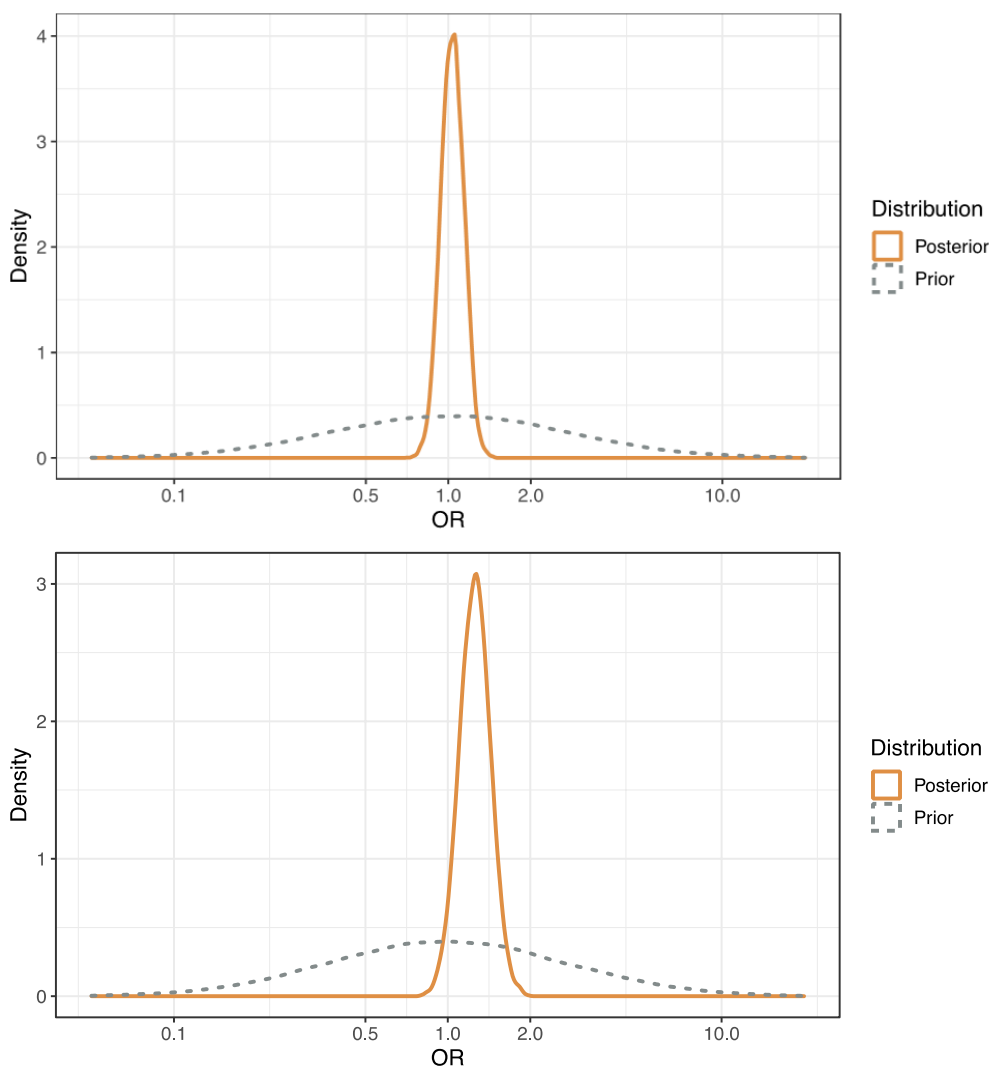 4
3
2
1
0
Density
0.1 0.5 1.0 2.0 10.0
OR
Distribution
Posterior
Prior
3
2
1
0
Density
0.1 0.5 1.0 2.0 10.0
OR
Distribution
Posterior
Prior